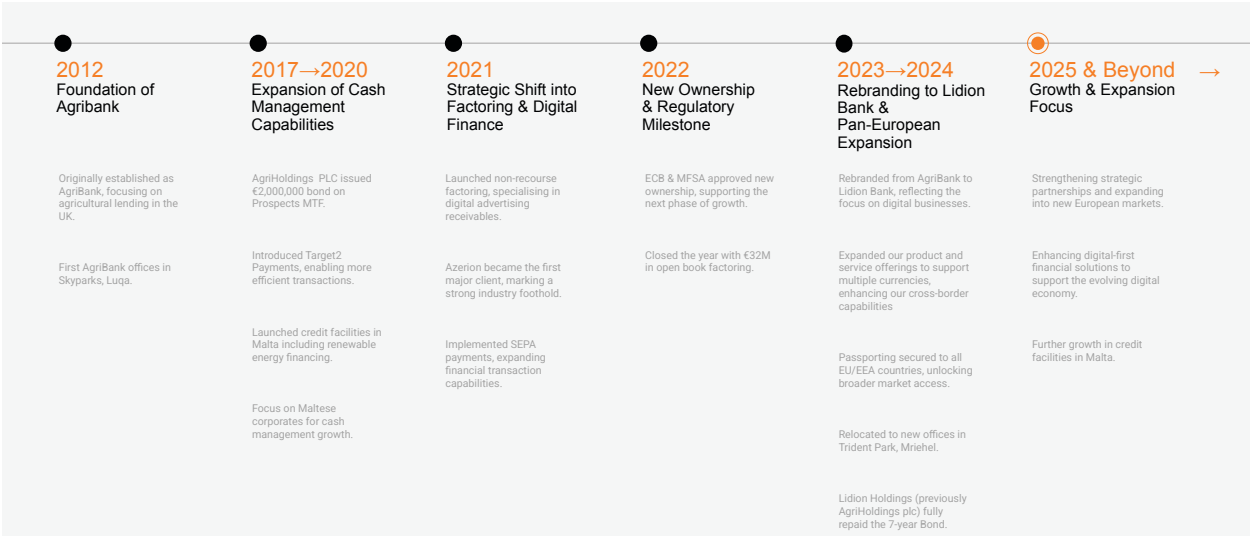 2012
Foundation of
Agribank
Originally established as
AgriBank, focusing on
agricultural lending in the
UK.
First AgriBank offices in
Skyparks, Luqa.
2017→2020
Expansion of Cash
Management
Capabilities
AgriHoldings PLC issued
€2,000,000 bond on
Prospects MTF.
Introduced Target2
Payments, enabling more
efficient transactions.
Launched credit facilities in
Malta including renewable
energy financing.
Focus on Maltese
corporates for cash
management growth.
2021
Strategic Shift into
Factoring & Digital
Finance
Launched non-recourse
factoring, specialising in
digital advertising
receivables.
Azerion became the first
major client, marking a
strong industry foothold.
Implemented SEPA
payments, expanding
financial transaction
capabilities.
2022
New Ownership
& Regulatory
Milestone
ECB & MFSA approved new
ownership, supporting the
next phase of growth.
Closed the year with €32M
in open book factoring.
2023→2024
Rebranding to Lidion
Bank &
Pan-European
Expansion
Rebranded from AgriBank to
Lidion Bank, reflecting the
focus on digital businesses.
Expanded our product and
service offerings to support
multiple currencies,
enhancing our cross-border
capabilities
Passporting secured to all
EU/EEA countries, unlocking
broader market access.
Relocated to new offices in
Trident Park, Mriehel.
Lidion Holdings (previously
AgriHoldings plc) fully
repaid the 7-year Bond.
2025 & Beyond →
Growth & Expansion
Focus
Strengthening strategic
partnerships and expanding
into new European markets.
Enhancing digital-first
financial solutions to
support the evolving digital
economy.
Further growth in credit
facilities in Malta.